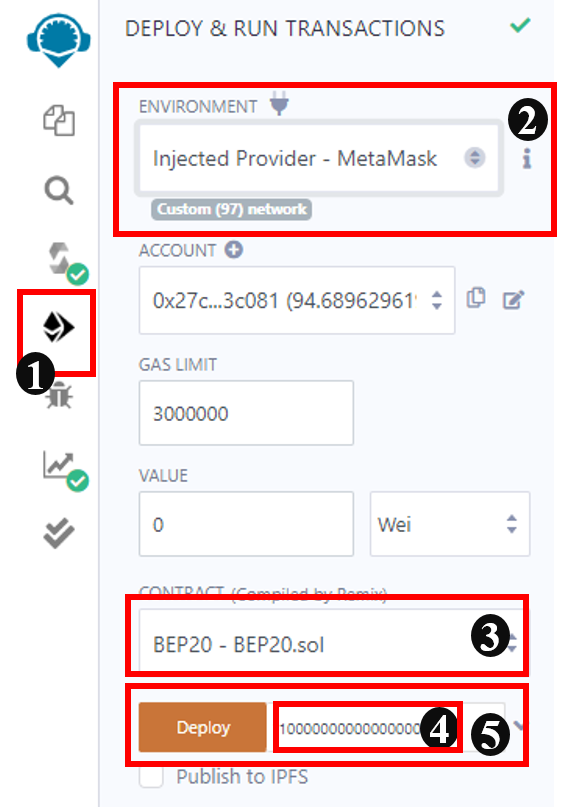 DEPLOY & RUN TRANSACTIONS
ENVIRONMENT
2
Injected Provider - MetaMask
i
Custom (97) network
ACCOUNT
0x27c...3c081 (94.68962961
1
GAS LIMIT
3000000
VALUE
0 Wei
CONTRACT (Compiled by Remix)
BEP20 - BEP20.sol 3
Deploy 4 5
Publish to IPFS